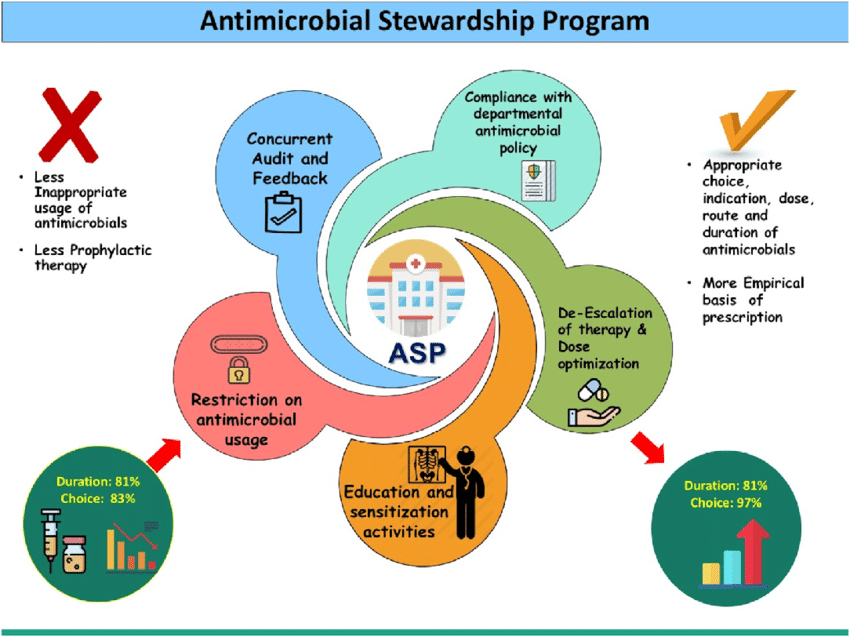 Antimicrobial Stewardship Program
• Less
Inappropriate
usage of
antimicrobials
• Less Prophylactic
therapy
Concurrent
Audit and
Feedback
Compliance with
departmental
antimicrobial
policy
• Appropriate
choice,
indication, dose,
route and
duration of
antimicrobials
• More Empirical
basis of
prescription
De-Escalation
of therapy &
Dose
optimization
ASP
Restriction on
antimicrobial
usage
Education and
sensitization
activities
Duration: 81%
Choice: 83%
Duration: 81%
Choice: 97%